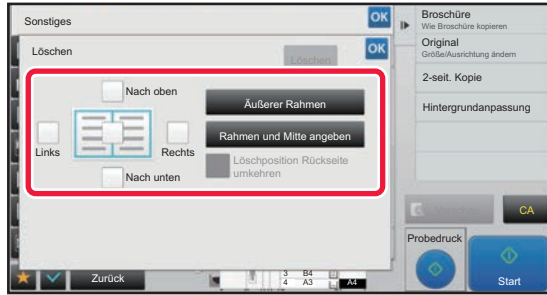 Sonstiges
OK
Löschen
Löschen
OK
Nach oben
Links
Rechts
Nach unten
Äußerer Rahmen
Rahmen und Mitte angeben
Löschposition Rückseite
umkehren
Zurück
3 B4
4 A3
A4
Broschüre
Wie Broschüre kopieren
Original
Größe/Ausrichtung ändern
2-seit. Kopie
Hintergrundanpassung
CA
Probedruck
Start